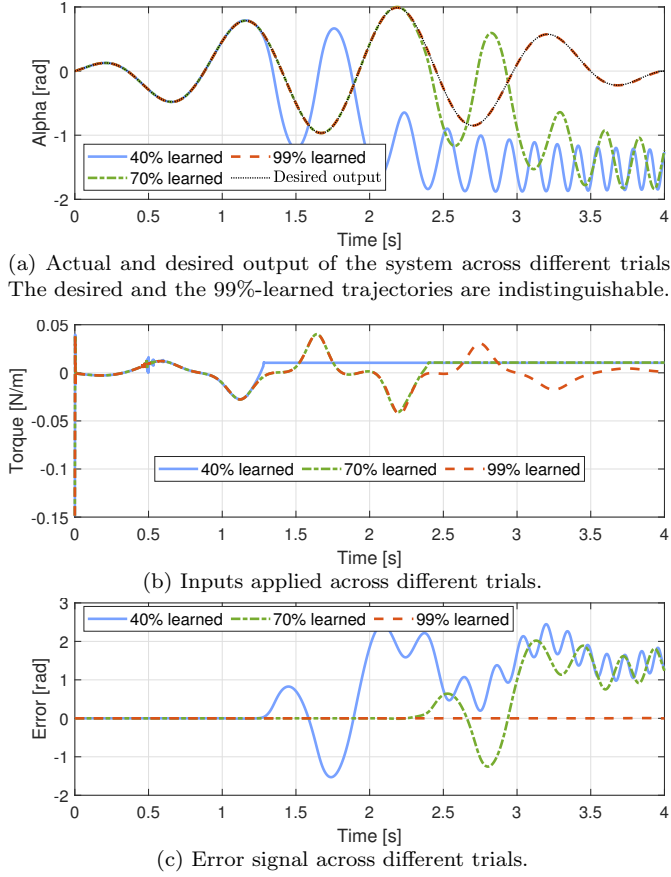 1
0
-1
-2
Alpha [rad]
40% learned
70% learned
99% learned
Desired output
0 0.5 1 1.5 2 2.5 3 3.5 4
Time [s]
(a) Actual and desired output of the system across different trials
The desired and the 99%-learned trajectories are indistinguishable.
0.05
0
-0.05
-0.1
-0.15
Torque [N/m]
40% learned 70% learned 99% learned
0 0.5 1 1.5 2 2.5 3 3.5 4
Time [s]
(b) Inputs applied across different trials.
3
2
1
0
-1
-2
Error [rad]
40% learned 70% learned 99% learned
0 0.5 1 1.5 2 2.5 3 3.5 4
Time [s]
(c) Error signal across different trials.